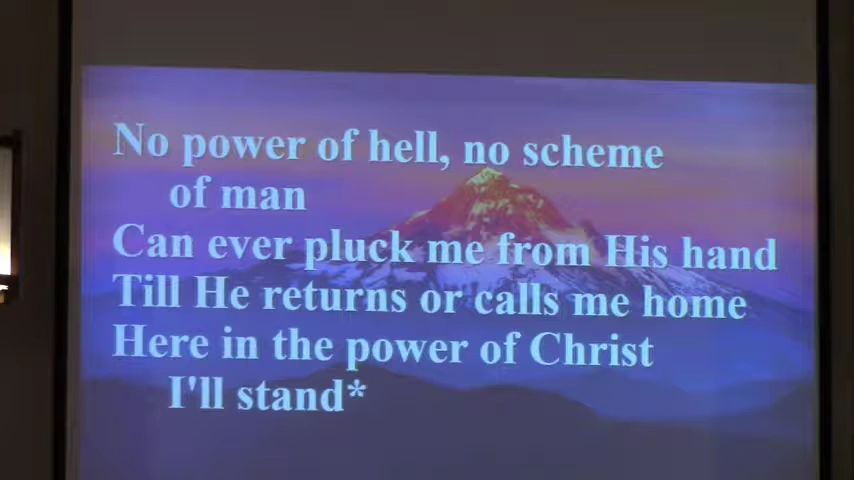 No power of hell, no scheme
of man
Can ever pluck me from His hand
Till He returns or calls me home
Here in the power of Christ
I'll stand*